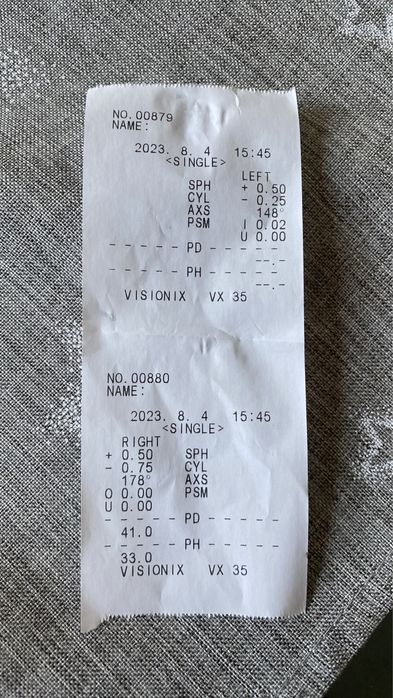 NO.00879
NAME:
2023. 8. 4 15:45
<SINGLE>
LEFT
SPH + 0.50
CYL - 0.25
AXS 148°
PSM I 0.02
U 0.00
- - - - - PD - - - - -
--.-
- - - - - PH - - - - -
--.-
VISIONIX VX 35
NO.00880
NAME:
2023. 8. 4 15:45
<SINGLE>
RIGHT
+ 0.50 SPH
- 0.75 CYL
178° AXS
O 0.00 PSM
U 0.00
- - - - - PD - - - - -
41.0
- - - - - PH - - - - -
33.0
VISIONIX VX 35